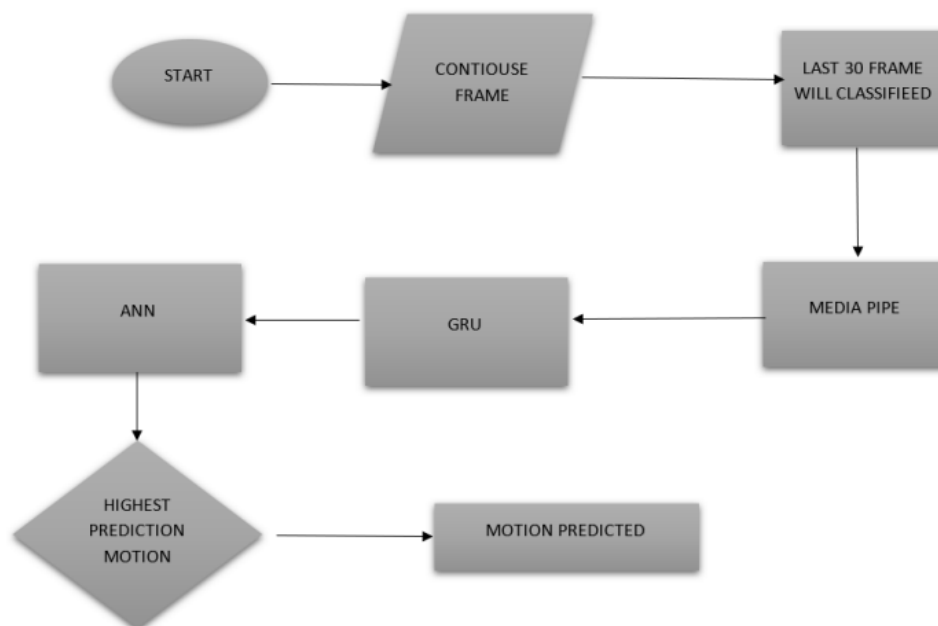 START
CONTIOUSE
FRAME
LAST 30 FRAME
WILL CLASSIFIEED
MEDIA PIPE
GRU
ANN
HIGHEST
PREDICTION
MOTION
MOTION PREDICTED